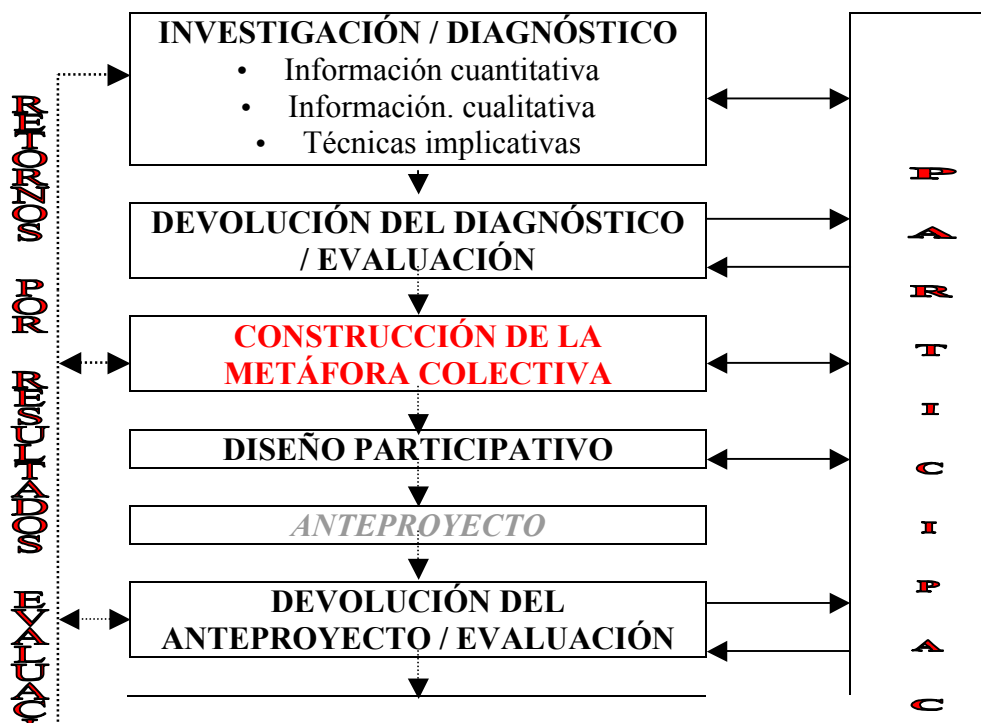 INVESTIGACIÓN / DIAGNÓSTICO
• Información cuantitativa
• Información. cualitativa
• Técnicas implicativas
DEVOLUCIÓN DEL DIAGNÓSTICO
/ EVALUACIÓN
CONSTRUCCIÓN DE LA
METÁFORA COLECTIVA
DISEÑO PARTICIPATIVO
ANTEPROYECTO
DEVOLUCIÓN DEL
ANTEPROYECTO / EVALUACIÓN
RETORNOS POR RESULTADOS EVALUAC
PARTICIPAC